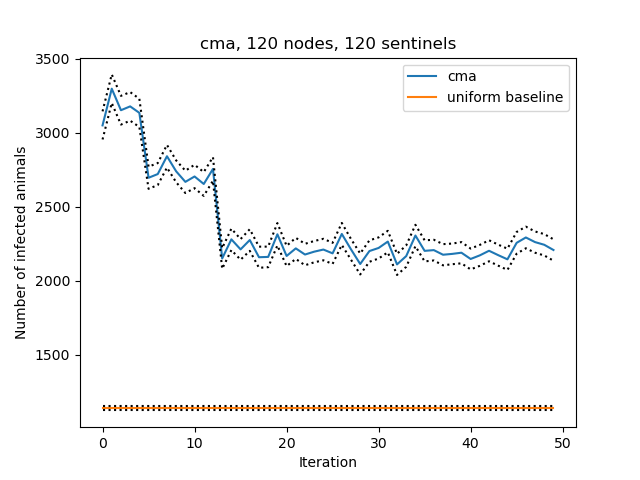 cma, 120 nodes, 120 sentinels
cma
uniform baseline
Number of infected animals
3500
3000
2500
2000
1500
0 10 20 30 40 50
Iteration